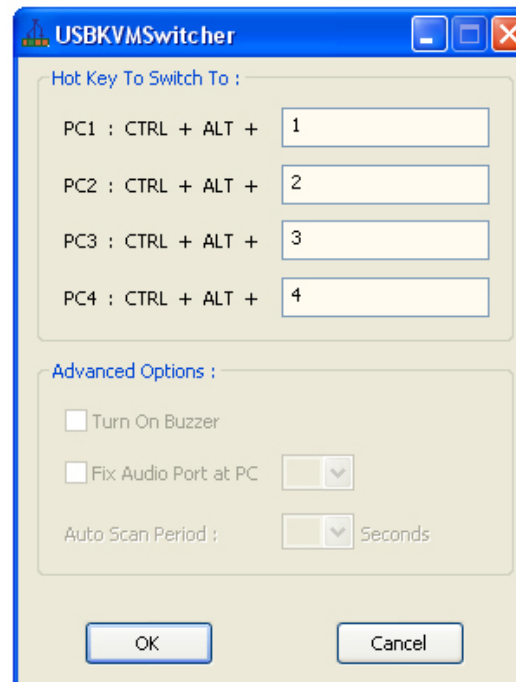 USBKVMSwitcher
Hot Key To Switch To :
PC1 : CTRL + ALT + 1
PC2 : CTRL + ALT + 2
PC3 : CTRL + ALT + 3
PC4 : CTRL + ALT + 4
Advanced Options :
Turn On Buzzer
Fix Audio Port at PC
Auto Scan Period : Seconds
OK Cancel